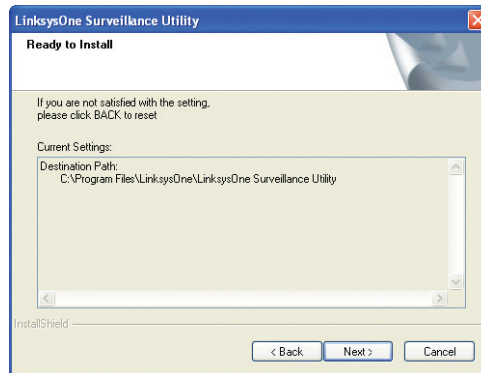 LinksysOne Surveillance Utility
Ready to Install
If you are not satisfied with the setting,
please click BACK to reset
Current Settings:
Destination Path:
C:\Program Files\LinksysOne\LinksysOne Surveillance Utility
InstallShield
< Back
Next >
Cancel